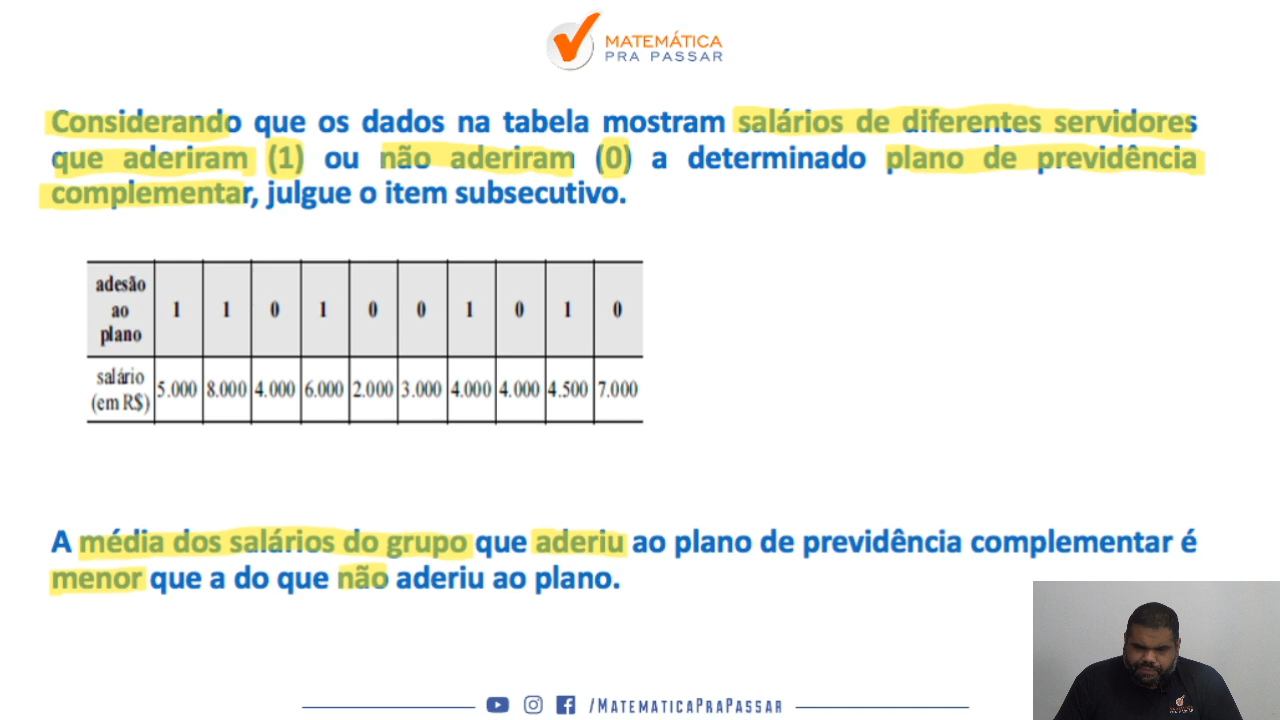 MATEMÁTICA
PRA PASSAR
Considerando que os dados na tabela mostram salários de diferentes servidores
que aderiram (1) ou não aderiram (0) a determinado plano de previdência
complementar, julgue o item subsecutivo.
adesão
ao
plano
1 1 0 1 0 0 1 0 1 0
salário
(em R$)
5.000 8.000 4.000 6.000 2.000 3.000 4.000 4.000 4.500 7.000
A média dos salários do grupo que aderiu ao plano de previdência complementar é
menor que a do que não aderiu ao plano.
/MATEMATICAPRAPASSAR